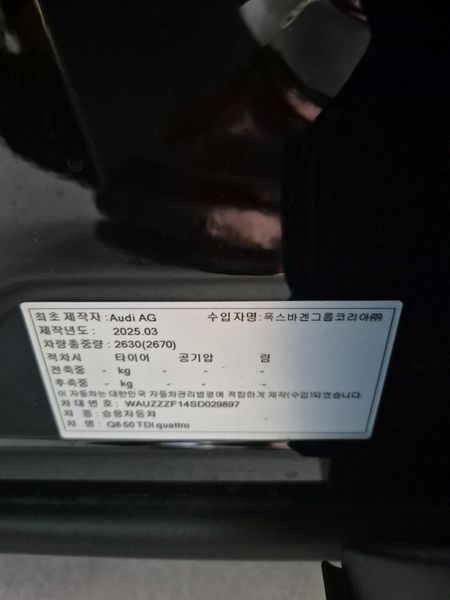 최초 제작자 : Audi AG 수입자명 : 폭스바겐그룹코리아㈜
제작년도 : 2025.03
차량총중량 : 2630(2670)
적차시 타이어 공기압 림
전축중 - kg - - -
후축중 - kg - - -
이 자동차는 대한민국 자동차관리법령에 적합하게 제작(수입)되었습니다.
차 대 번 호 : WAUZZZF14SD029897
차 종 : 승용자동차
차 명 : Q8 50 TDI quattro